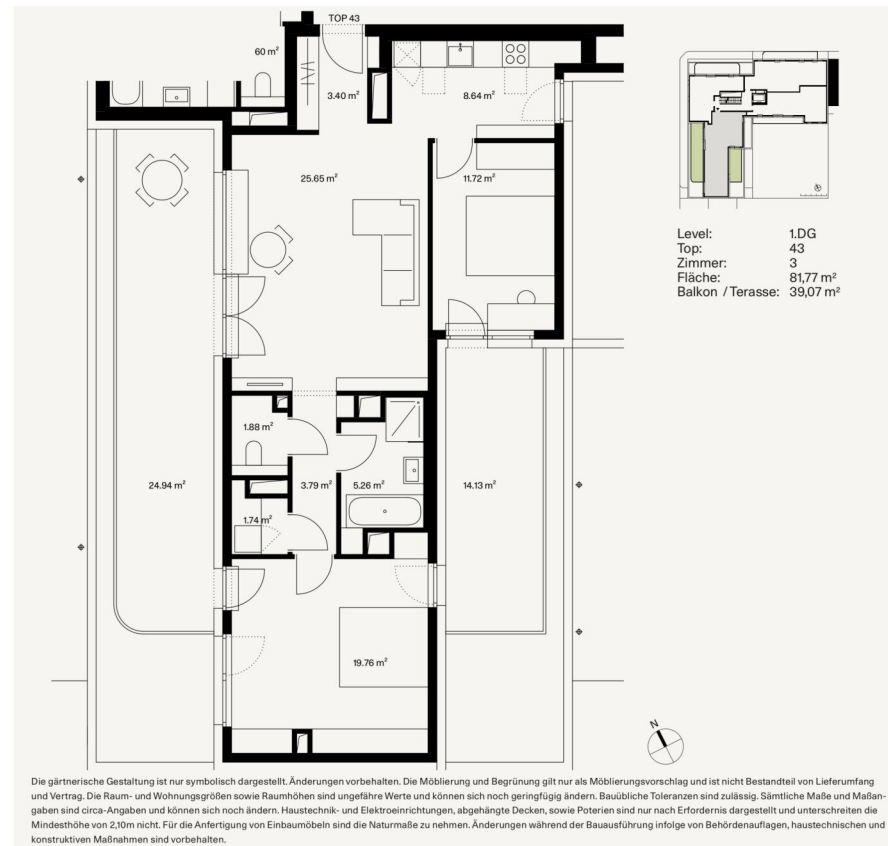 TOP 43
60 m²
3.40 m²
8.64 m²
25.65 m²
11.72 m²
Level: 1.DG
Top: 43
Zimmer: 3
Fläche: 81,77 m²
Balkon / Terasse: 39,07 m²
1.88 m²
24.94 m²
3.79 m²
5.26 m²
14.13 m²
1.74 m²
19.76 m²
N
Die gärtnerische Gestaltung ist nur symbolisch dargestellt. Änderungen vorbehalten. Die Möblierung und Begrünung gilt nur als Möblierungsvorschlag und ist nicht Bestandteil von Lieferumfang
und Vertrag. Die Raum- und Wohnungsgrößen sowie Raumhöhen sind ungefähre Werte und können sich noch geringfügig ändern. Bauübliche Toleranzen sind zulässig. Sämtliche Maße und Maßan-
gaben sind circa-Angaben und können sich noch ändern. Haustechnik- und Elektroeinrichtungen, abgehängte Decken, sowie Poterien sind nur nach Erfordernis dargestellt und unterschreiten die
Mindesthöhe von 2,10m nicht. Für die Anfertigung von Einbaumöbeln sind die Naturmaße zu nehmen. Änderungen während der Bauausführung infolge von Behördenauflagen, haustechnischen und
konstruktiven Maßnahmen sind vorbehalten.